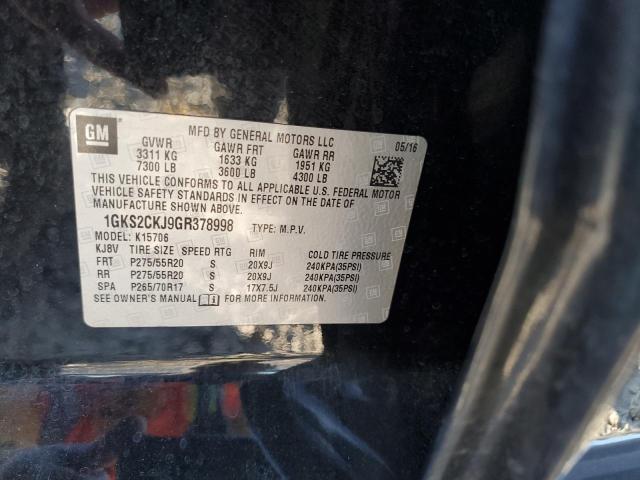 GM
MFD BY GENERAL MOTORS LLC
05/16
GVWR GAWR FRT GAWR RR
3311 KG 1633 KG 1951 KG
7300 LB 3600 LB 4300 LB
THIS VEHICLE CONFORMS TO ALL APPLICABLE U.S. FEDERAL MOTOR
VEHICLE SAFETY STANDARDS IN EFFECT ON THE DATE OF
MANUFACTURE SHOWN ABOVE.
1GKS2CKJ9GR378998 TYPE: M.P.V.
MODEL: K15706
KJ8V TIRE SIZE SPEED RTG RIM COLD TIRE PRESSURE
FRT P275/55R20 S 20X9J 240KPA(35PSI)
RR P275/55R20 S 20X9J 240KPA(35PSI)
SPA P265/70R17 S 17X7.5J 240KPA(35PSI)
SEE OWNER'S MANUAL FOR MORE INFORMATION.